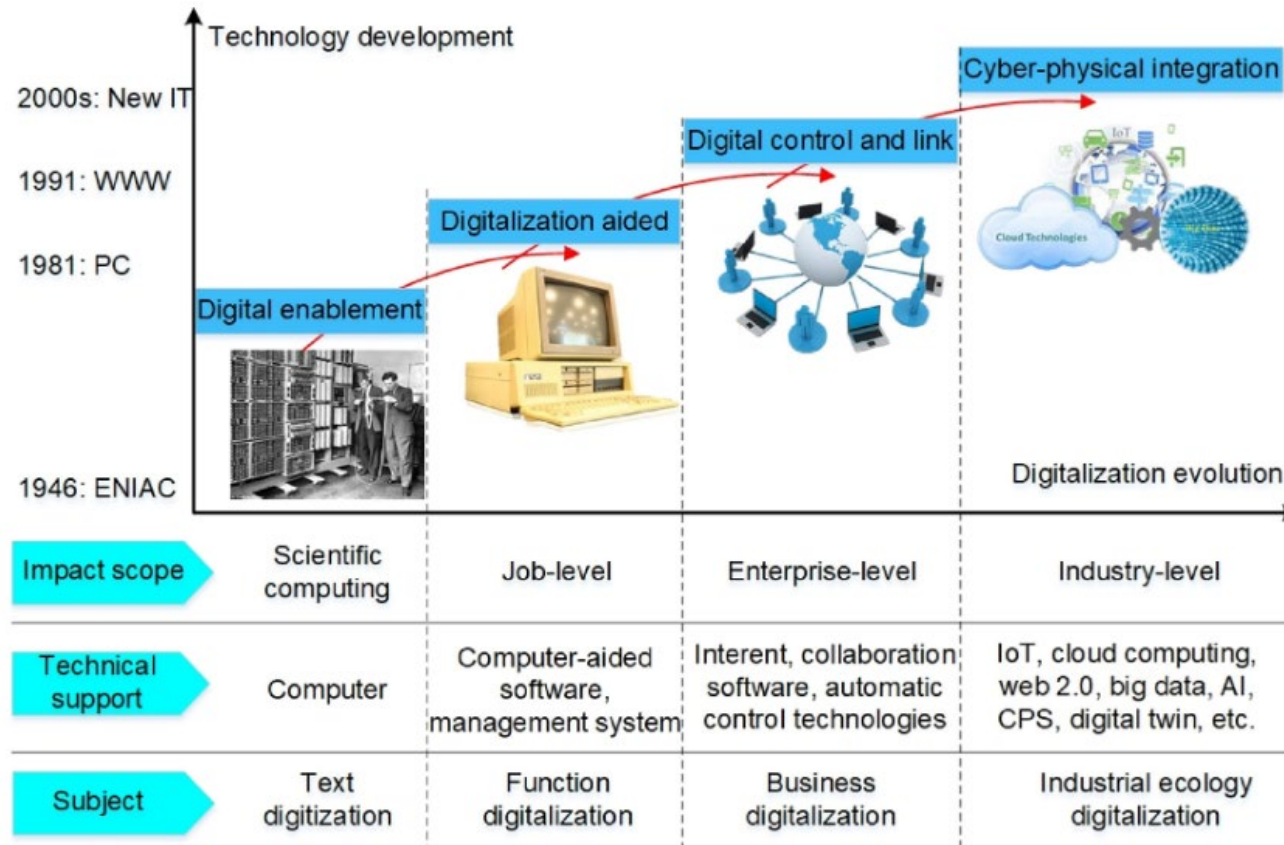 Technology development
Cyber-physical integration
2000s: New IT
IoT
Digital control and link
1991: WWW
Digitalization aided
Cloud Technologies
Big Data
1981: PC
Digital enablement
1946: ENIAC
Digitalization evolution
Impact scope
Scientific
computing
Job-level
Enterprise-level
Industry-level
Technical
support
Computer
Computer-aided
software,
management system
Interent, collaboration
software, automatic
control technologies
IoT, cloud computing,
web 2.0, big data, AI,
CPS, digital twin, etc.
Subject
Text
digitization
Function
digitalization
Business
digitalization
Industrial ecology
digitalization